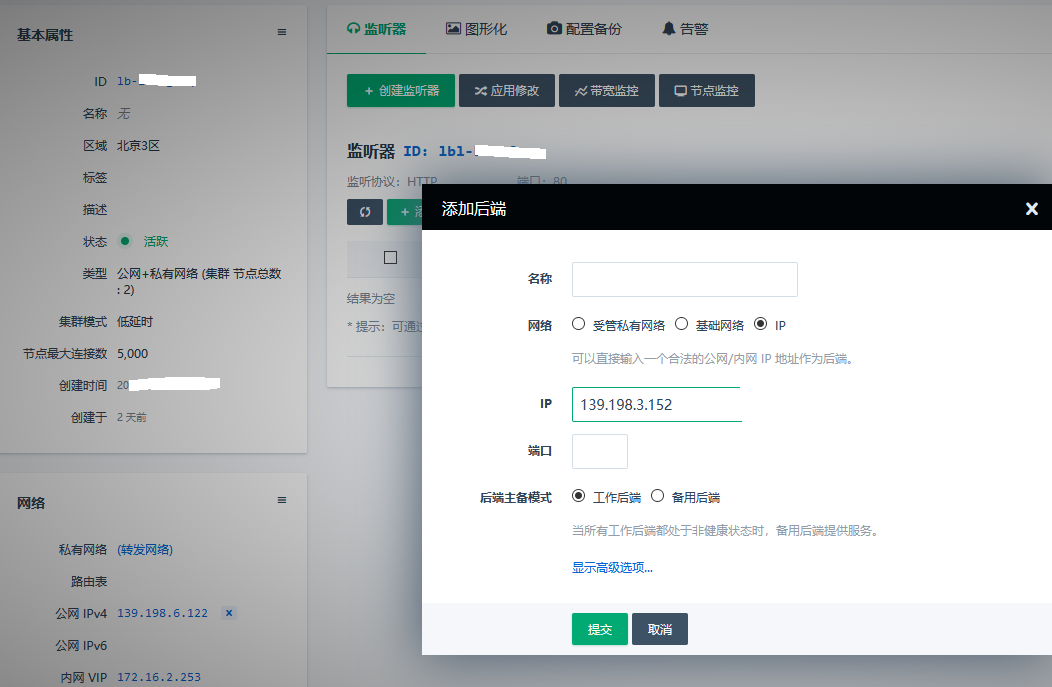 基本属性
ID lb-
名称 无
区域 北京3区
标签
描述
状态 活跃
类型 公网+私有网络 (集群 节点总数
: 2)
集群模式 低延时
节点最大连接数 5,000
创建时间 20
创建于 2 天前
网络
私有网络 (转发网络)
路由表
公网 IPv4 139.198.6.122 ×
公网 IPv6
内网 VIP 172.16.2.253
监听器 图形化 配置备份 告警
+ 创建监听器 应用修改 带宽监控 节点监控
监听器 ID: lbl-
监听协议: HTTP 端口: 80
+ 添
结果为空
* 提示: 可通过
添加后端 ×
名称
网络 受管私有网络 基础网络 IP
可以直接输入一个合法的公网/内网 IP 地址作为后端。
IP 139.198.3.152
端口
后端主备模式 工作后端 备用后端
当所有工作后端都处于非健康状态时，备用后端提供服务。
显示高级选项...
提交 取消